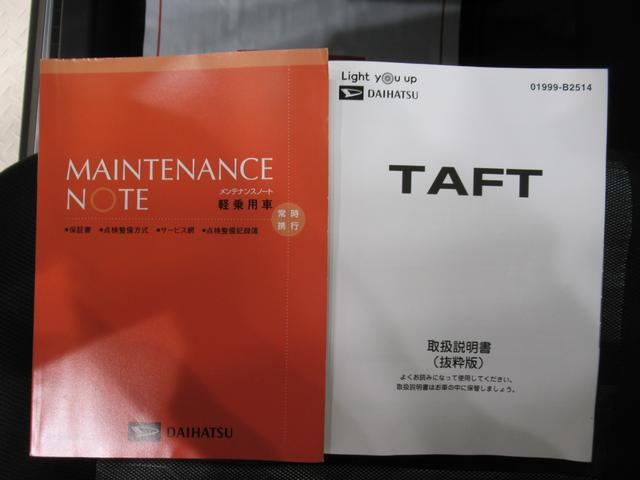 MAINTENANCE
NOTE
メンテナンスノート
軽乗用車
常時
携行
●保証書 ●点検整備方式 ●サービス網 ●点検整備記録簿
DAIHATSU
Light you up
DAIHATSU
01999-B2514
TAFT
取扱説明書
(抜粋版)
よくお読みになって使用してください。
取扱説明書はお車の中に保管しましょう。